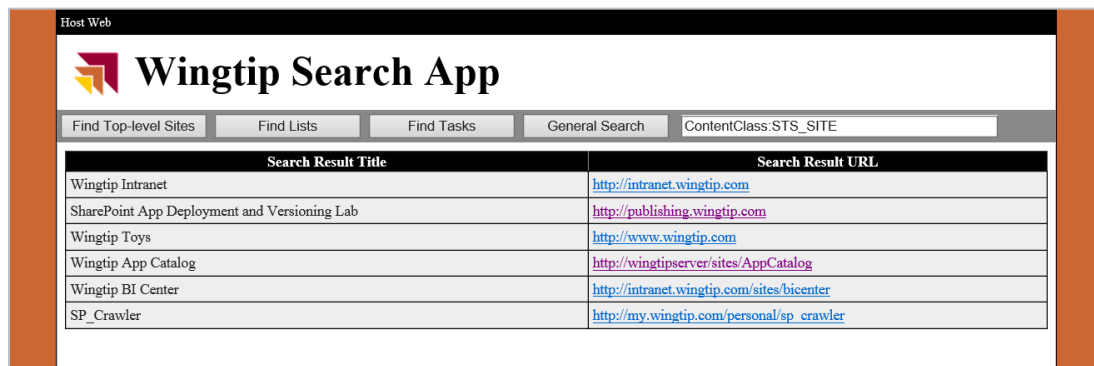 Host Web
Wingtip Search App
Find Top-level Sites Find Lists Find Tasks General Search ContentClass:STS_SITE
Search Result Title Search Result URL
Wingtip Intranet http://intranet.wingtip.com
SharePoint App Deployment and Versioning Lab http://publishing.wingtip.com
Wingtip Toys http://www.wingtip.com
Wingtip App Catalog http://wingtipserver/sites/AppCatalog
Wingtip BI Center http://intranet.wingtip.com/sites/bicenter
SP_Crawler http://my.wingtip.com/personal/sp_crawler